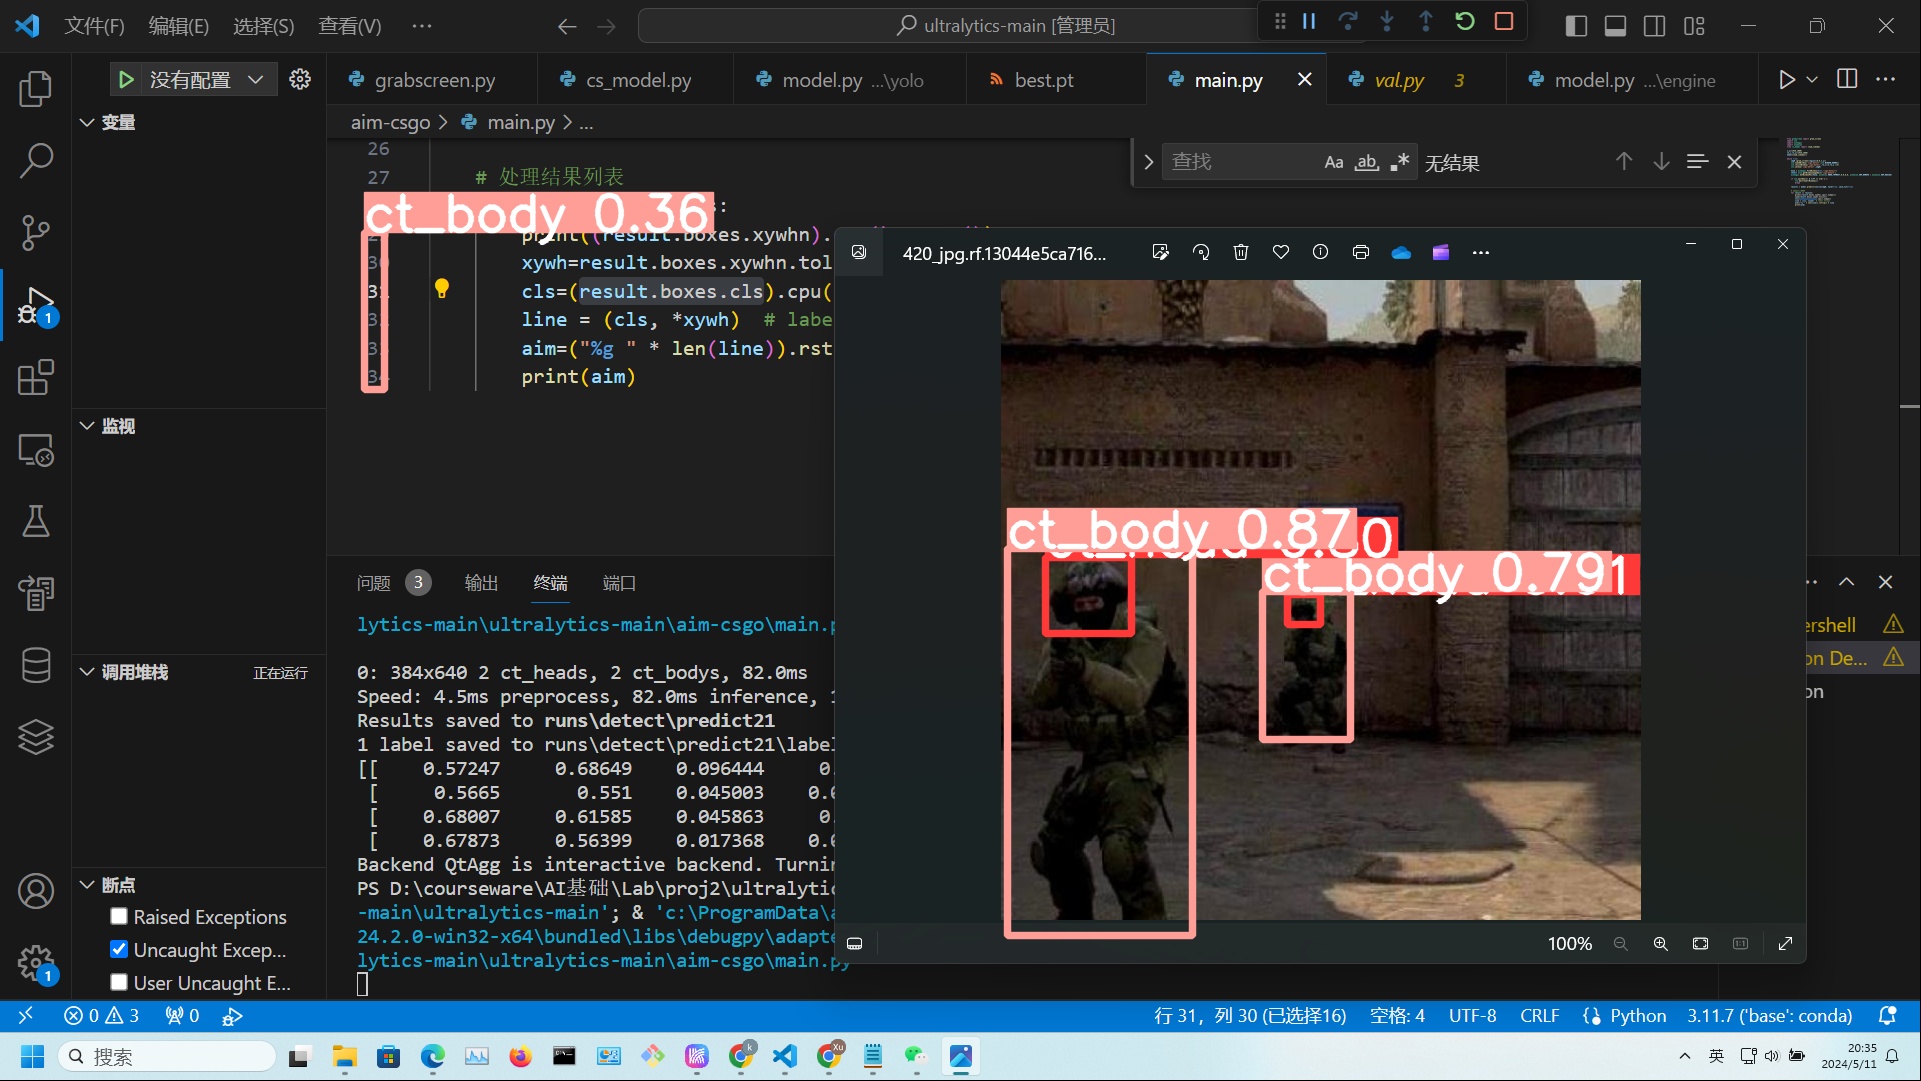 文件(F) 编辑(E) 选择(S) 查看(V) ···
ultralytics-main [管理员]
没有配置
grabscreen.py
cs_model.py
model.py ...\yolo
best.pt
main.py
val.py 3
model.py ...\engine
变量
aim-csgo > main.py > ...
查找
Aa ab
无结果
26
27 # 处理结果列表
ct_body 0.36 :
print((result.boxes.xywhn).
30 xywh=result.boxes.xywhn.tol
31 cls=(result.boxes.cls).cpu(
line = (cls, *xywh) # labe
aim=("%g " * len(line)).rst
34 print(aim)
420_jpg.rf.13044e5ca716...
ct_body 0.87 0
ct_body 0.791
100%
监视
调用堆栈 正在运行
断点
Raised Exceptions
Uncaught Excep...
User Uncaught E...
问题 3 输出 终端 端口
lytics-main\ultralytics-main\aim-csgo\main.p
0: 384x640 2 ct_heads, 2 ct_bodys, 82.0ms
Speed: 4.5ms preprocess, 82.0ms inference, 1
Results saved to runs\detect\predict21
1 label saved to runs\detect\predict21\label
[[ 0.57247 0.68649 0.096444 0.
[ 0.5665 0.551 0.045003 0.0
[ 0.68007 0.61585 0.045863 0.
[ 0.67873 0.56399 0.017368 0.0
Backend QtAgg is interactive backend. Turnin
PS D:\courseware\AI基础\Lab\proj2\ultralytic
-main\ultralytics-main'; & 'c:\ProgramData\a
24.2.0-win32-x64\bundled\libs\debugpy\adapte
lytics-main\ultralytics-main\aim-csgo\main.py
ershell
on De...
on
1
1
0 3 0
行 31，列 30 (已选择16) 空格: 4 UTF-8 CRLF Python 3.11.7 ('base': conda)
搜索
英
20:35
2024/5/11